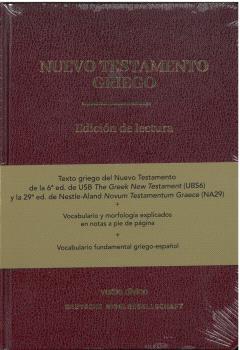 NUEVO TESTAMENTO
GRIEGO
Edición de lectura
Texto griego del Nuevo Testamento
de la 6ª ed. de USB The Greek New Testament (UBS6)
y la 29ª ed. de Nestle-Aland Novum Testamentum Graece (NA29)
+
Vocabulario y morfología explicados
en notas a pie de página
+
Vocabulario fundamental griego-español
verbo divino
DEUTSCHE BIBELGESELLSCHAFT